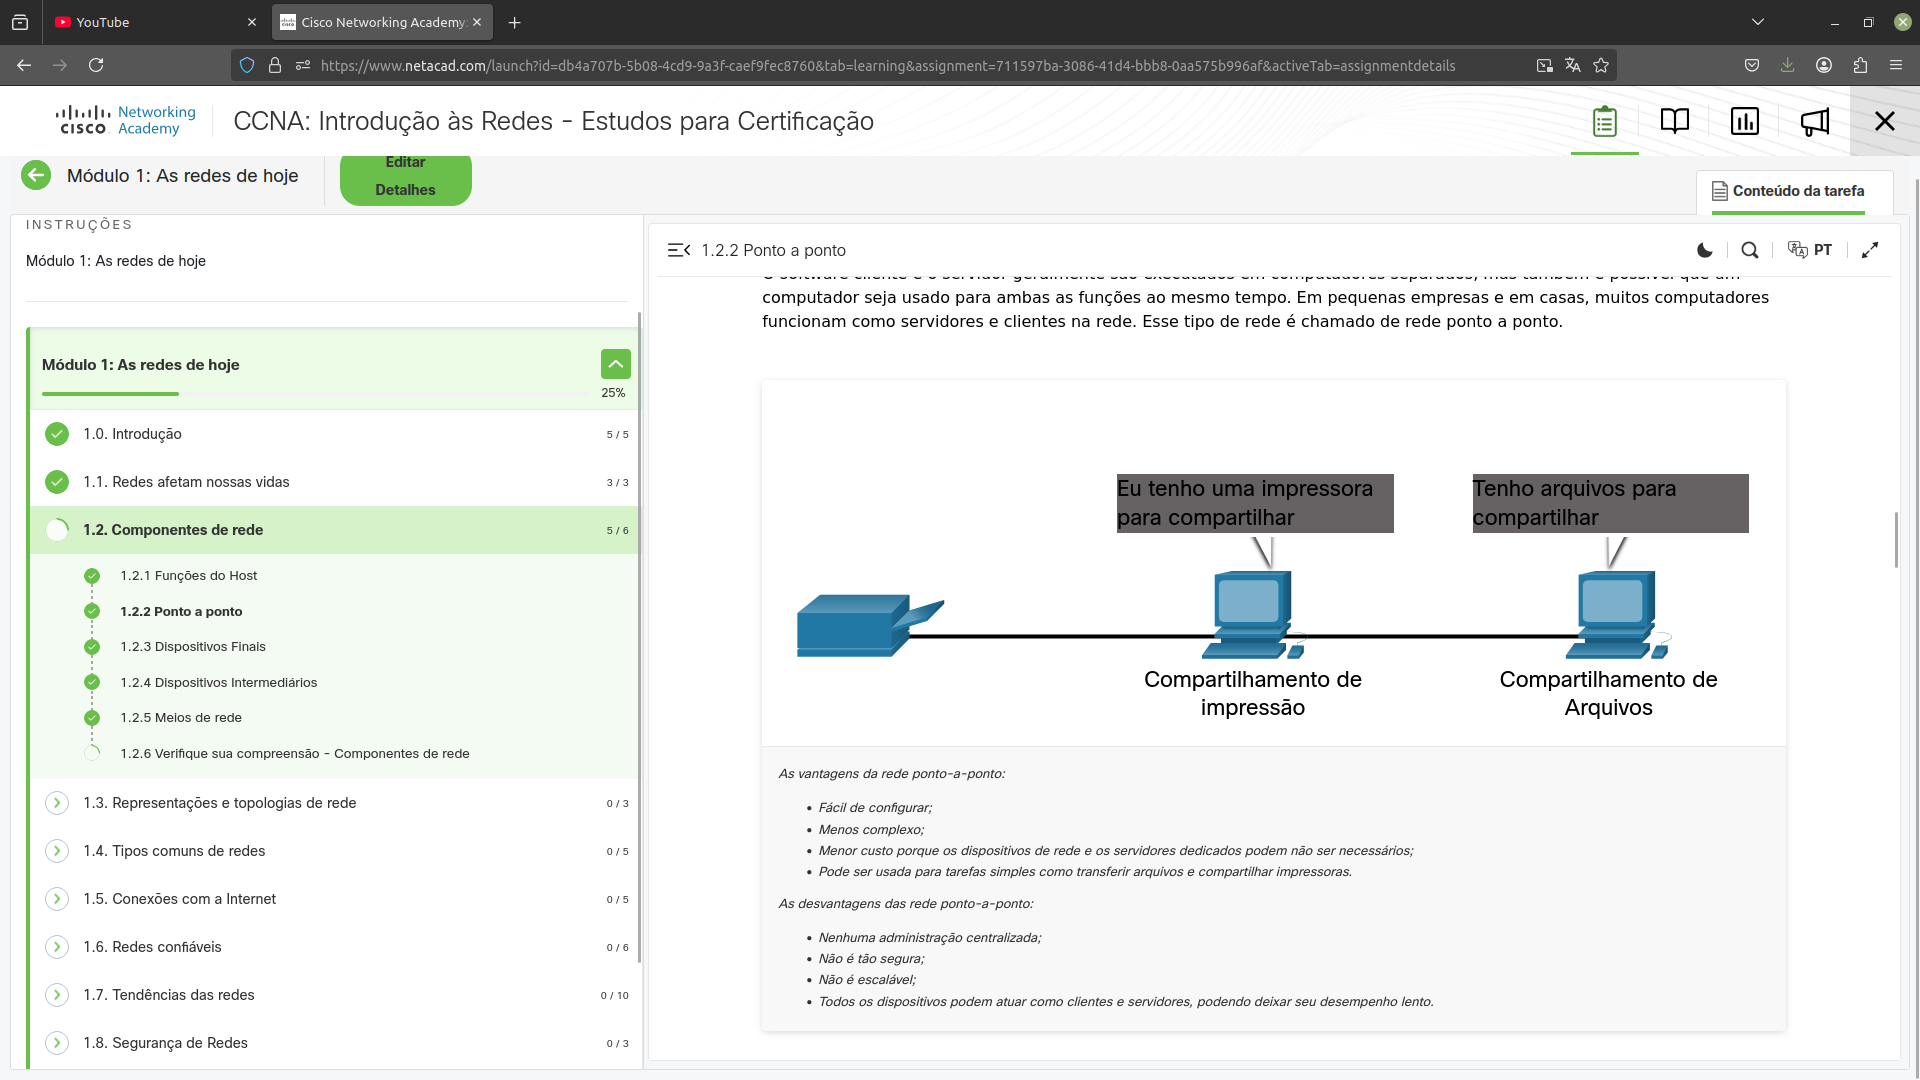 YouTube
Cisco Networking Academy
https://www.netacad.com/launch?id=db4a707b-5b08-4cd9-9a3f-caef9fec8760&tab=learning&assignment=711597ba-3086-41d4-bbb8-0aa575b996af&activeTab=assignmentdetails
cisco
Networking
Academy
CCNA: Introdução às Redes - Estudos para Certificação
Módulo 1: As redes de hoje
Editar
Detalhes
Conteúdo da tarefa
INSTRUÇÕES
Módulo 1: As redes de hoje
Módulo 1: As redes de hoje
25%
1.0. Introdução
5 / 5
1.1. Redes afetam nossas vidas
3 / 3
1.2. Componentes de rede
5 / 6
1.2.1 Funções do Host
1.2.2 Ponto a ponto
1.2.3 Dispositivos Finais
1.2.4 Dispositivos Intermediários
1.2.5 Meios de rede
1.2.6 Verifique sua compreensão - Componentes de rede
1.3. Representações e topologias de rede
0 / 3
1.4. Tipos comuns de redes
0 / 5
1.5. Conexões com a Internet
0 / 5
1.6. Redes confiáveis
0 / 6
1.7. Tendências das redes
0 / 10
1.8. Segurança de Redes
0 / 3
1.2.2 Ponto a ponto
PT
O software cliente e o servidor geralmente são executados em computadores separados, mas também é possível que um
computador seja usado para ambas as funções ao mesmo tempo. Em pequenas empresas e em casas, muitos computadores
funcionam como servidores e clientes na rede. Esse tipo de rede é chamado de rede ponto a ponto.
Eu tenho uma impressora
para compartilhar
Tenho arquivos para
compartilhar
Compartilhamento de
impressão
Compartilhamento de
Arquivos
As vantagens da rede ponto-a-ponto:
• Fácil de configurar;
• Menos complexo;
• Menor custo porque os dispositivos de rede e os servidores dedicados podem não ser necessários;
• Pode ser usada para tarefas simples como transferir arquivos e compartilhar impressoras.
As desvantagens das rede ponto-a-ponto:
• Nenhuma administração centralizada;
• Não é tão segura;
• Não é escalável;
• Todos os dispositivos podem atuar como clientes e servidores, podendo deixar seu desempenho lento.